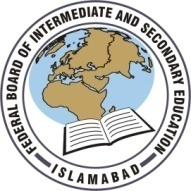 FEDERAL BOARD OF INTERMEDIATE AND SECONDARY EDUCATION
ISLAMABAD